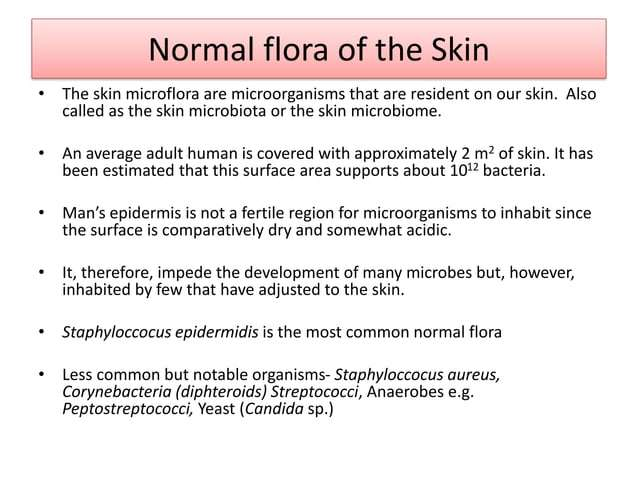 Normal flora of the Skin
• The skin microflora are microorganisms that are resident on our skin.  Also
called as the skin microbiota or the skin microbiome.
• An average adult human is covered with approximately 2 m² of skin. It has
been estimated that this surface area supports about 10¹² bacteria.
• Man’s epidermis is not a fertile region for microorganisms to inhabit since
the surface is comparatively dry and somewhat acidic.
• It, therefore, impede the development of many microbes but, however,
inhabited by few that have adjusted to the skin.
• Staphyloccocus epidermidis is the most common normal flora
• Less common but notable organisms- Staphyloccocus aureus,
Corynebacteria (diphteroids) Streptococci, Anaerobes e.g.
Peptostreptococci, Yeast (Candida sp.)